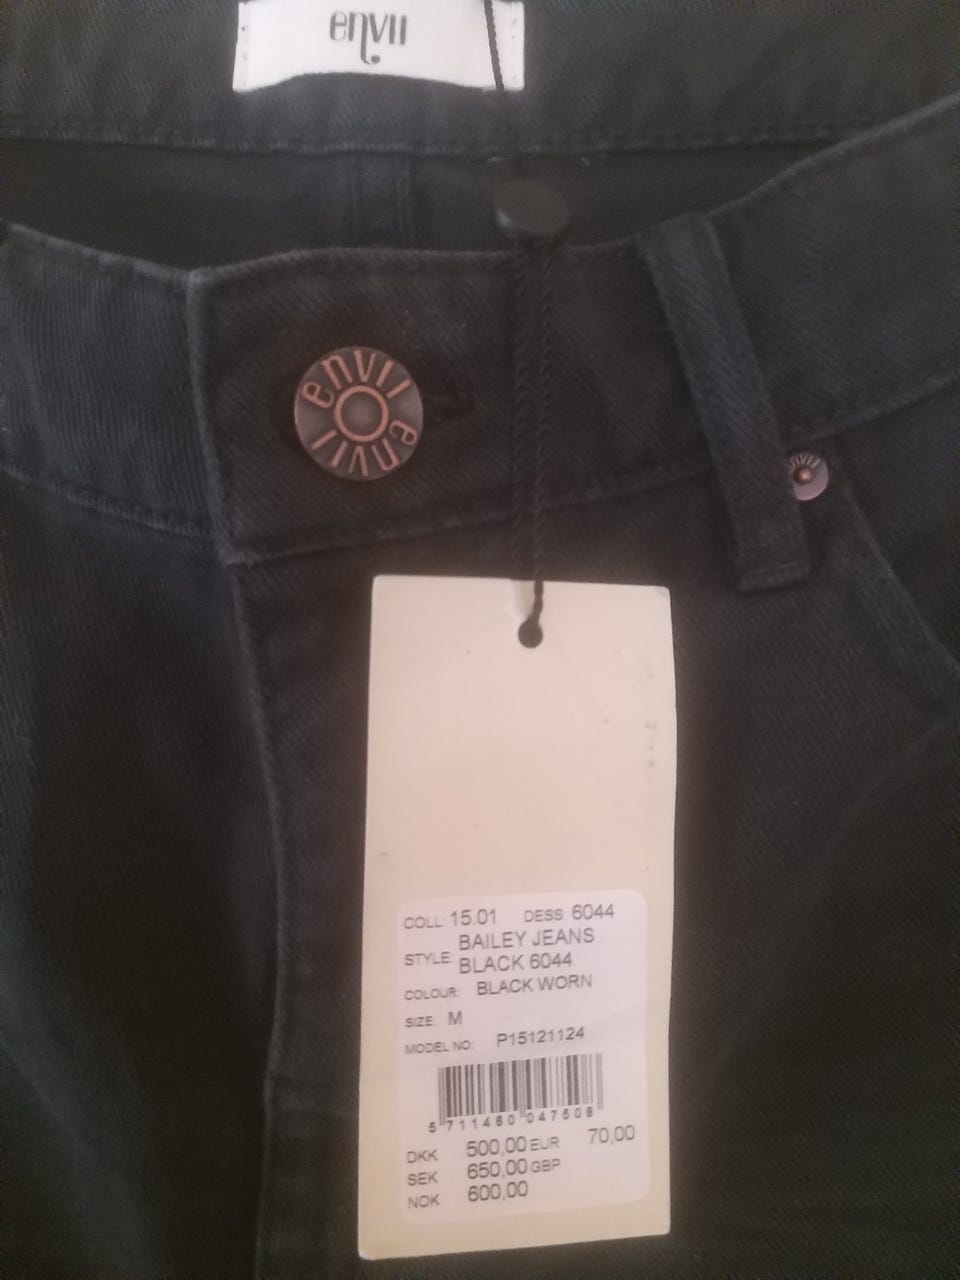 envii
envii envii
envii
COLL: 15.01 DESS: 6044
STYLE: BAILEY JEANS
BLACK 6044
COLOUR: BLACK WORN
SIZE: M
MODEL NO: P15121124
5 711460 047508
DKK 500,00 EUR 70,00
SEK 650,00 GBP
NOK 600,00